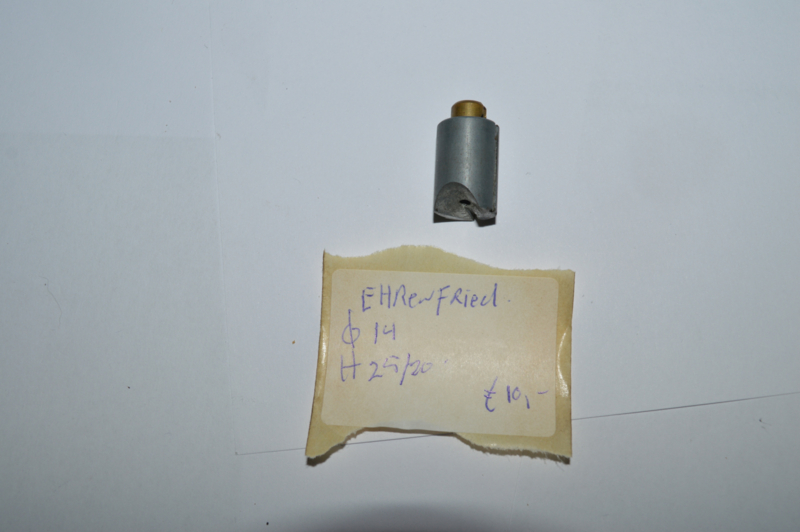 EHRenFRied.
ϕ 14
H 25/20
€ 10,-